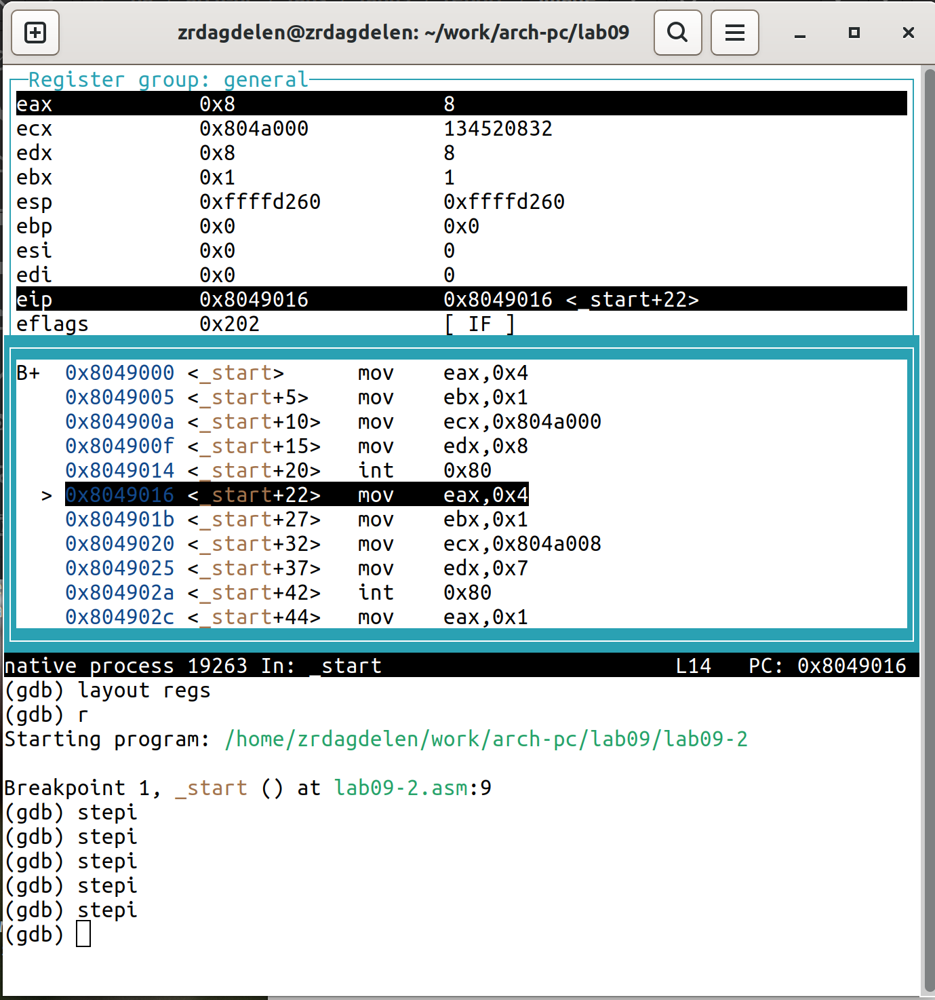 zrdagdelen@zrdagdelen: ~/work/arch-pc/lab09
Register group: general
eax 0x8 8
ecx 0x804a000 134520832
edx 0x8 8
ebx 0x1 1
esp 0xffffd260 0xffffd260
ebp 0x0 0x0
esi 0x0 0
edi 0x0 0
eip 0x8049016 0x8049016 <_start+22>
eflags 0x202 [ IF ]
B+ 0x8049000 <_start> mov eax,0x4
0x8049005 <_start+5> mov ebx,0x1
0x804900a <_start+10> mov ecx,0x804a000
0x804900f <_start+15> mov edx,0x8
0x8049014 <_start+20> int 0x80
> 0x8049016 <_start+22> mov eax,0x4
0x804901b <_start+27> mov ebx,0x1
0x8049020 <_start+32> mov ecx,0x804a008
0x8049025 <_start+37> mov edx,0x7
0x804902a <_start+42> int 0x80
0x804902c <_start+44> mov eax,0x1
native process 19263 In: _start L14 PC: 0x8049016
(gdb) layout regs
(gdb) r
Starting program: /home/zrdagdelen/work/arch-pc/lab09/lab09-2
Breakpoint 1, _start () at lab09-2.asm:9
(gdb) stepi
(gdb) stepi
(gdb) stepi
(gdb) stepi
(gdb) stepi
(gdb)